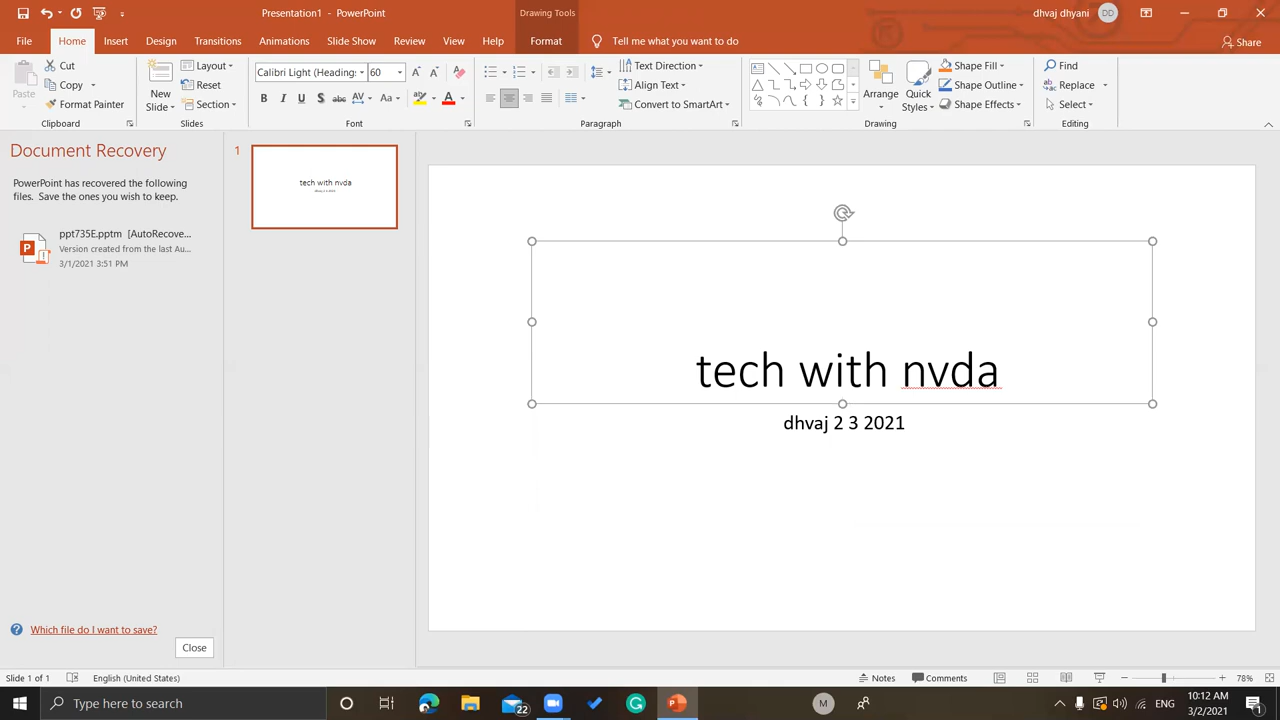 Presentation1 - PowerPoint
Drawing Tools
dhvaj dhyani
DD
File
Home
Insert
Design
Transitions
Animations
Slide Show
Review
View
Help
Format
Tell me what you want to do
Share
Paste
Cut
Copy
Format Painter
Clipboard
New
Slide
Layout
Reset
Section
Slides
Calibri Light (Heading:
60
B I U S abc AV Aa A
Font
Text Direction
Align Text
Convert to SmartArt
Paragraph
Arrange
Quick
Styles
Shape Fill
Shape Outline
Shape Effects
Drawing
Find
Replace
Select
Editing
Document Recovery
PowerPoint has recovered the following
files. Save the ones you wish to keep.
ppt735E.pptm [AutoRecove...
Version created from the last Au...
3/1/2021 3:51 PM
Which file do I want to save?
Close
1
tech with nvda
dhvaj 2 3 2021
tech with nvda
dhvaj 2 3 2021
Slide 1 of 1
English (United States)
Notes
Comments
78%
Type here to search
22
M
ENG
10:12 AM
3/2/2021
1